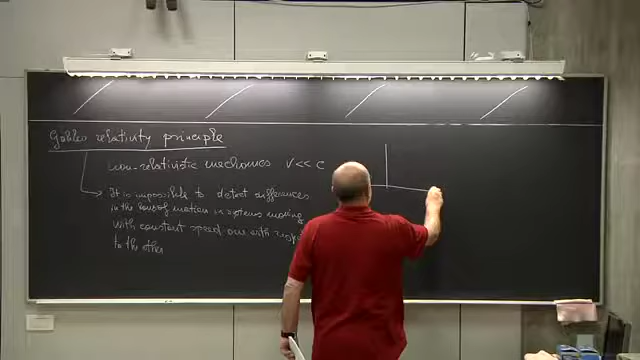 Galileo relativity principle
non-relativistic mechanics v << c
It is impossible to detect differences
in the laws of motion in systems moving
with constant speed one with respect
to the other